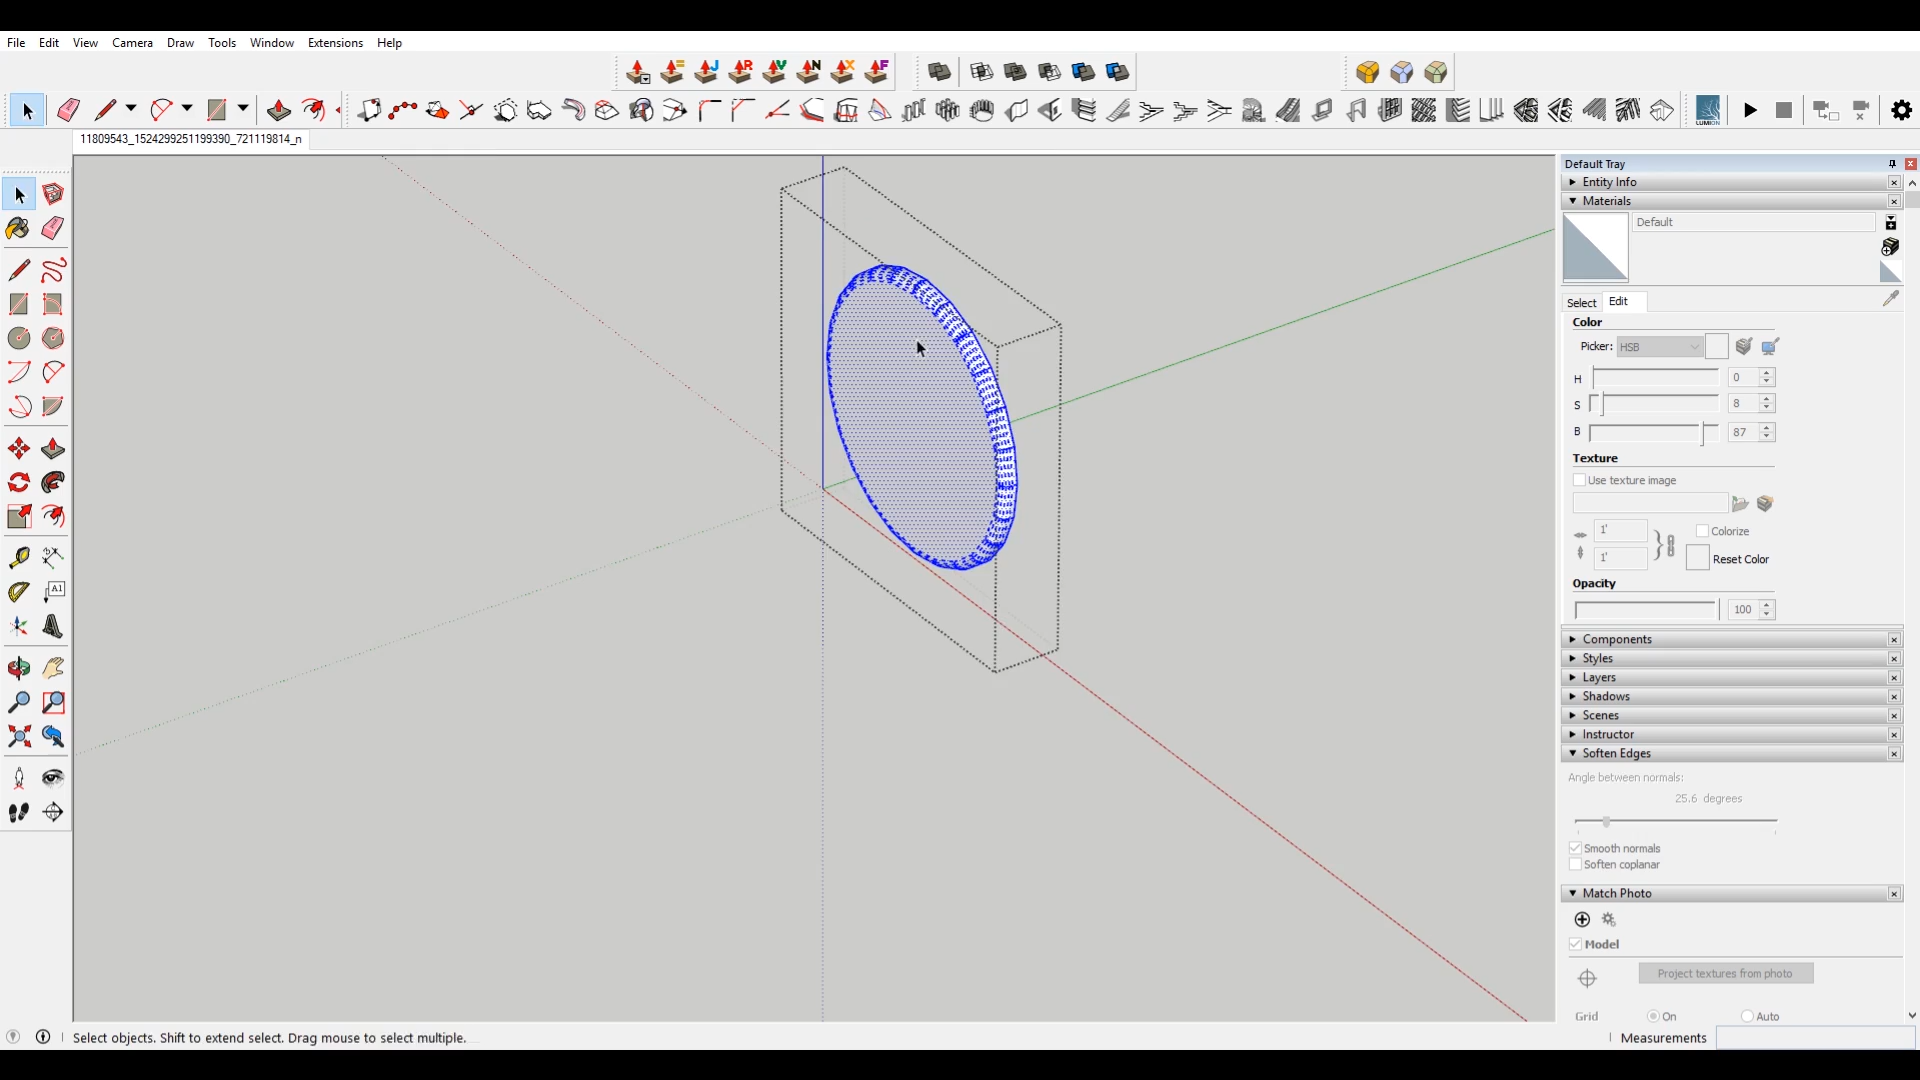 File Edit View Camera Draw Tools Window Extensions Help
J R V N X F
LUMION
11809543_1524299251199390_721119814_n
Default Tray
Entity Info
Materials
Default
Select Edit
Color
Picker: HSB
H 0
S 8
B 87
Texture
Use texture image
1' Colorize
1' Reset Color
A1
Opacity
100
Components
Styles
Layers
Shadows
Scenes
Instructor
Soften Edges
Angle between normals:
25.6 degrees
Smooth normals
Soften coplanar
Match Photo
Model
Project textures from photo
Grid On Auto
Select objects. Shift to extend select. Drag mouse to select multiple. Measurements